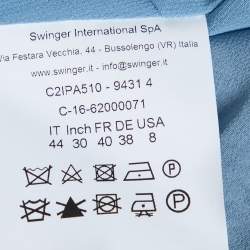 Swinger International SpA
Via Festara Vecchia, 44 - Bussolengo (VR) Italy
www.swinger.it - info@swinger.it
C2IPA510 - 9431 4
C-16-62000071
IT Inch FR DE USA
44 30 40 38 8
P
P